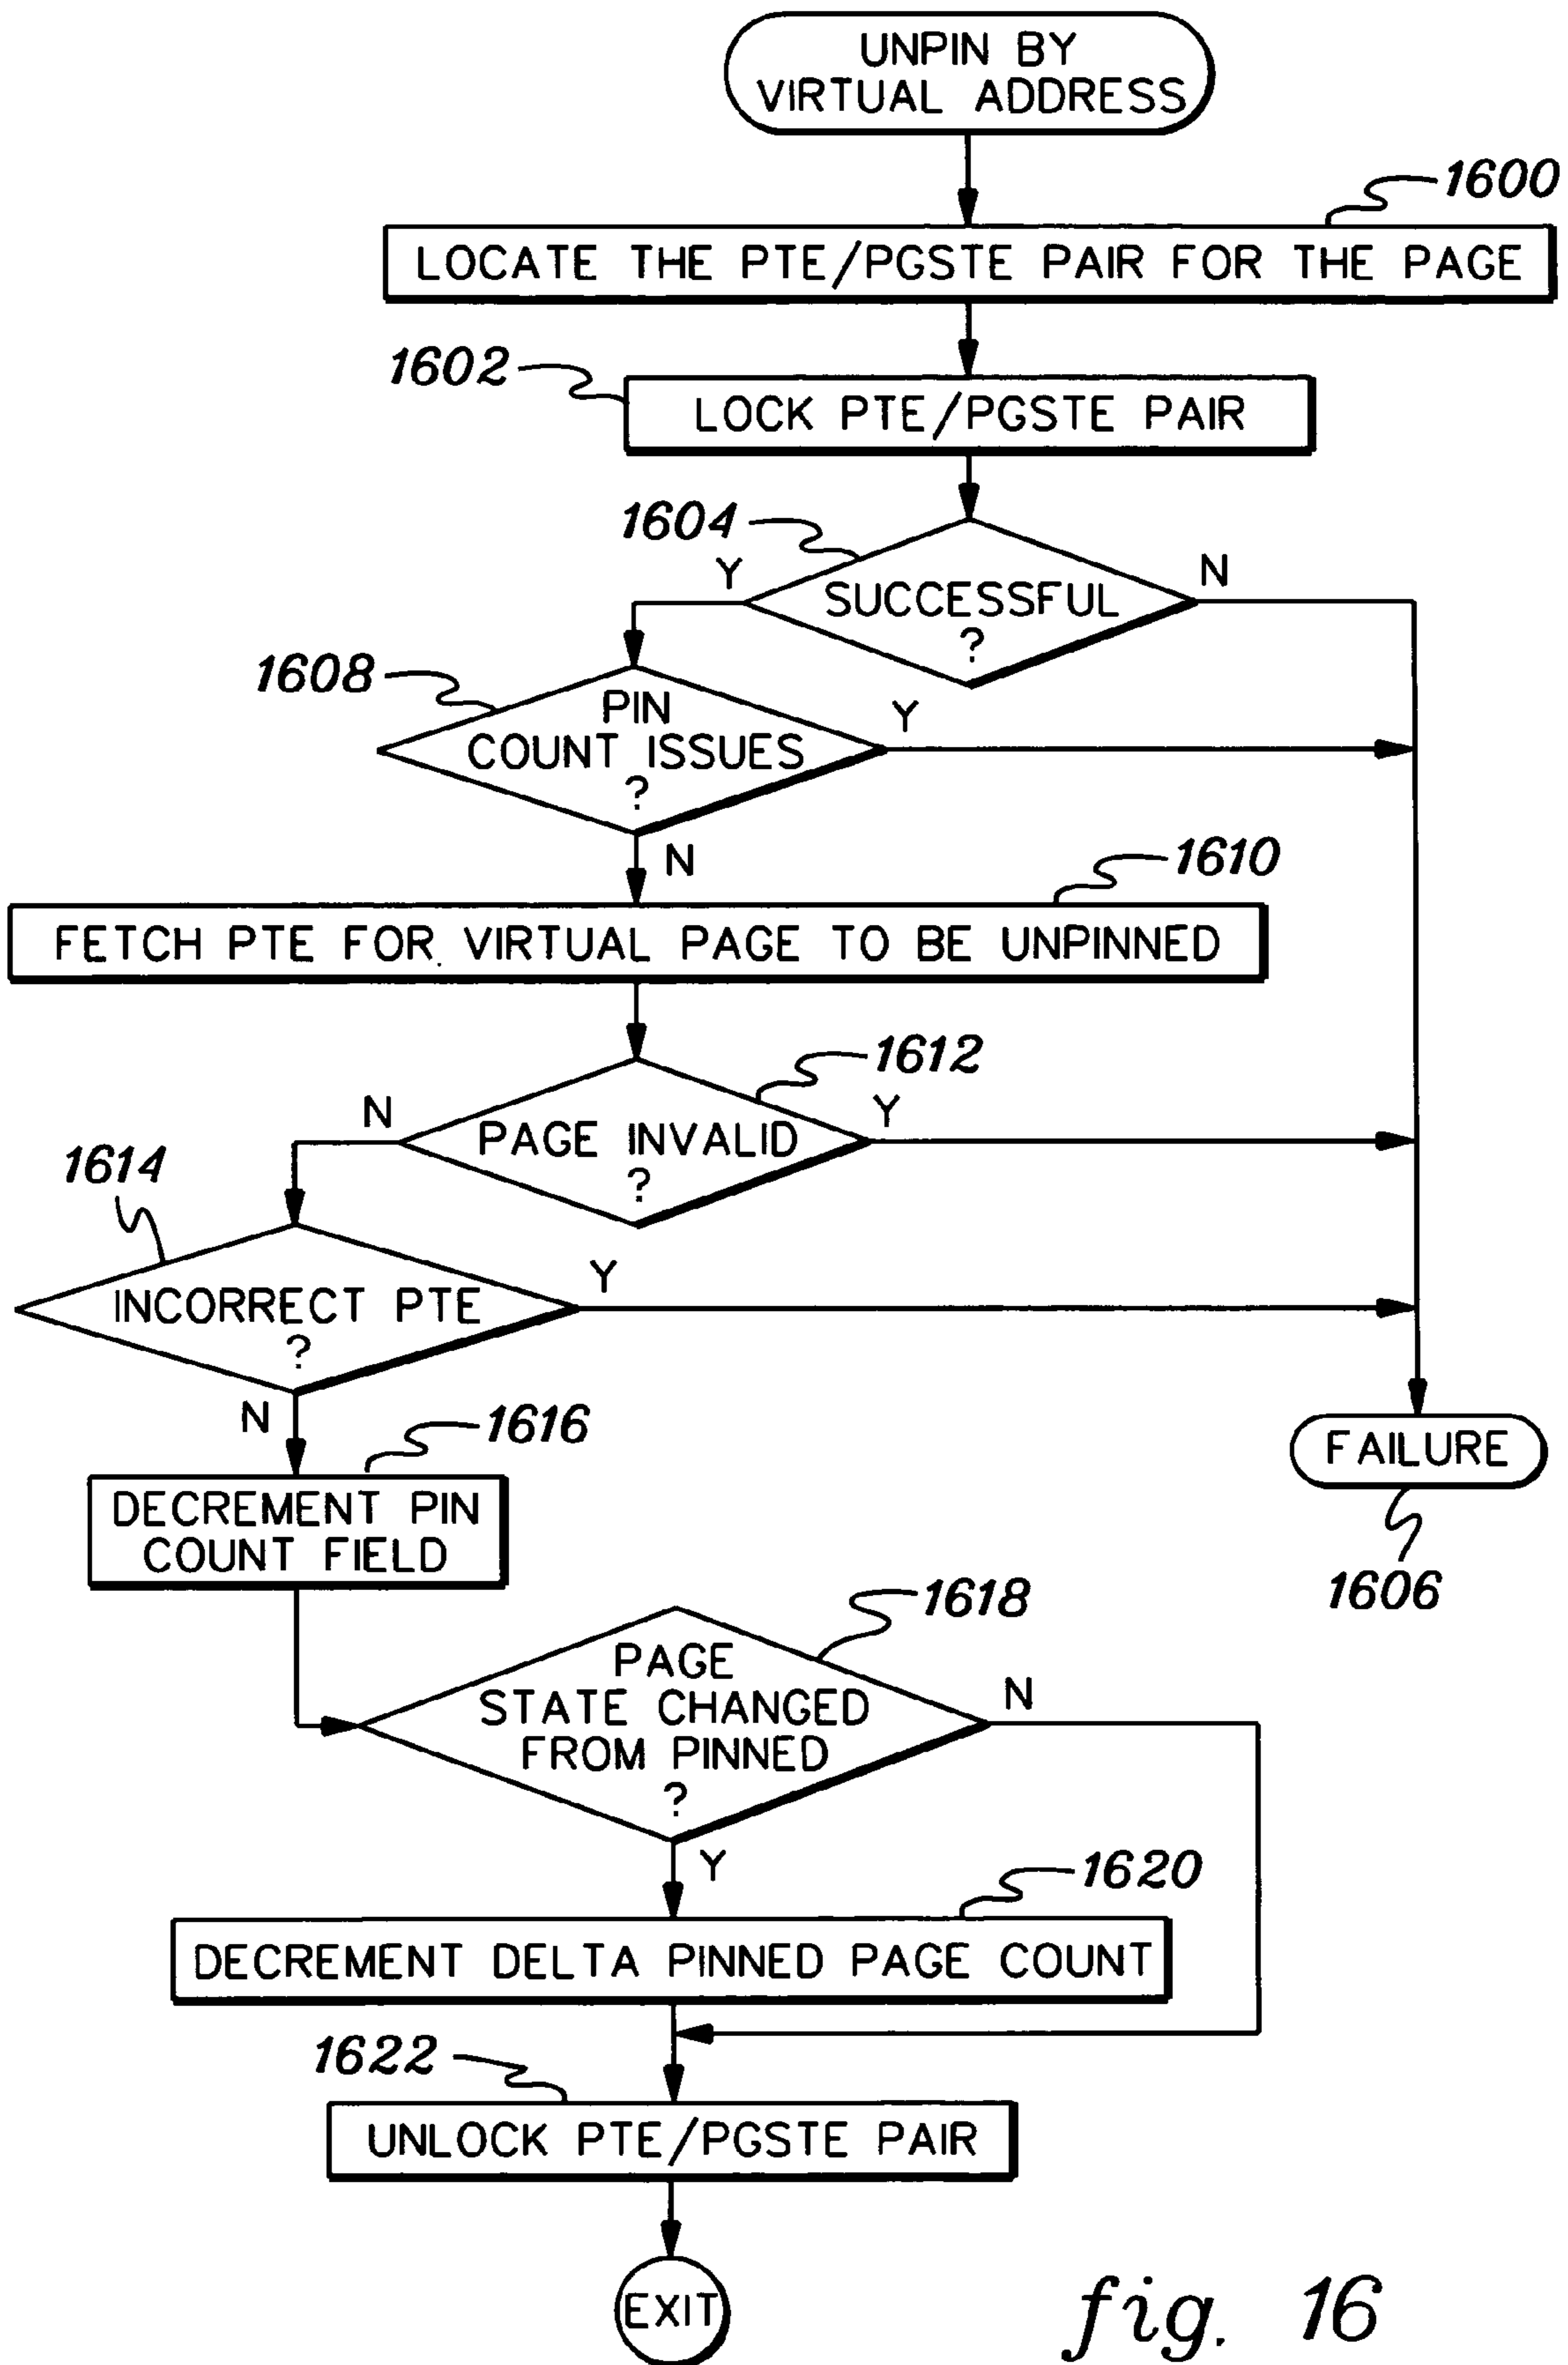 UNPIN BY
VIRTUAL ADDRESS
1600
LOCATE THE PTE/PGSTE PAIR FOR THE PAGE
1602
LOCK PTE/PGSTE PAIR
1604
Y
N
SUCCESSFUL
?
1608
PIN
COUNT ISSUES
?
Y
N
1610
FETCH PTE FOR VIRTUAL PAGE TO BE UNPINNED
1612
N
Y
PAGE INVALID
?
1614
INCORRECT PTE
?
Y
N
1616
DECREMENT PIN
COUNT FIELD
FAILURE
1606
1618
PAGE
STATE CHANGED
FROM PINNED
?
N
Y
1620
DECREMENT DELTA PINNED PAGE COUNT
1622
UNLOCK PTE/PGSTE PAIR
EXIT
fig. 16